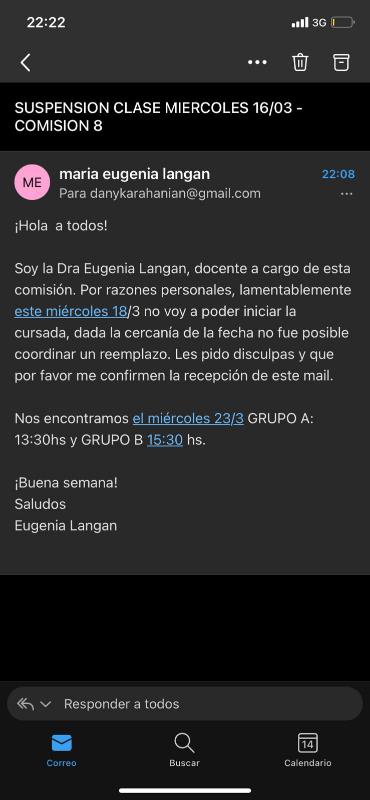 22:22
3G
SUSPENSION CLASE MIERCOLES 16/03 -
COMISION 8
ME
maria eugenia langan
22:08
Para danykarahanian@gmail.com
¡Hola  a todos!
Soy la Dra Eugenia Langan, docente a cargo de esta
comisión. Por razones personales, lamentablemente
este miércoles 18/3 no voy a poder iniciar la
cursada, dada la cercanía de la fecha no fue posible
coordinar un reemplazo. Les pido disculpas y que
por favor me confirmen la recepción de este mail.
Nos encontramos el miércoles 23/3 GRUPO A:
13:30hs y GRUPO B 15:30 hs.
¡Buena semana!
Saludos
Eugenia Langan
Responder a todos
14
Correo
Buscar
Calendario